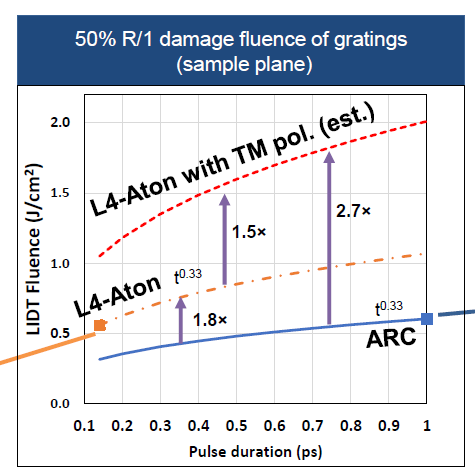 50% R/1 damage fluence of gratings
(sample plane)
LIDT Fluence (J/cm²)
2.0
1.5
1.0
0.5
0.0
L4-Aton with TM pol. (est.)
1.5×
2.7×
L4-Aton
t^0.33
1.8×
t^0.33
ARC
0.1 0.2 0.3 0.4 0.5 0.6 0.7 0.8 0.9 1
Pulse duration (ps)